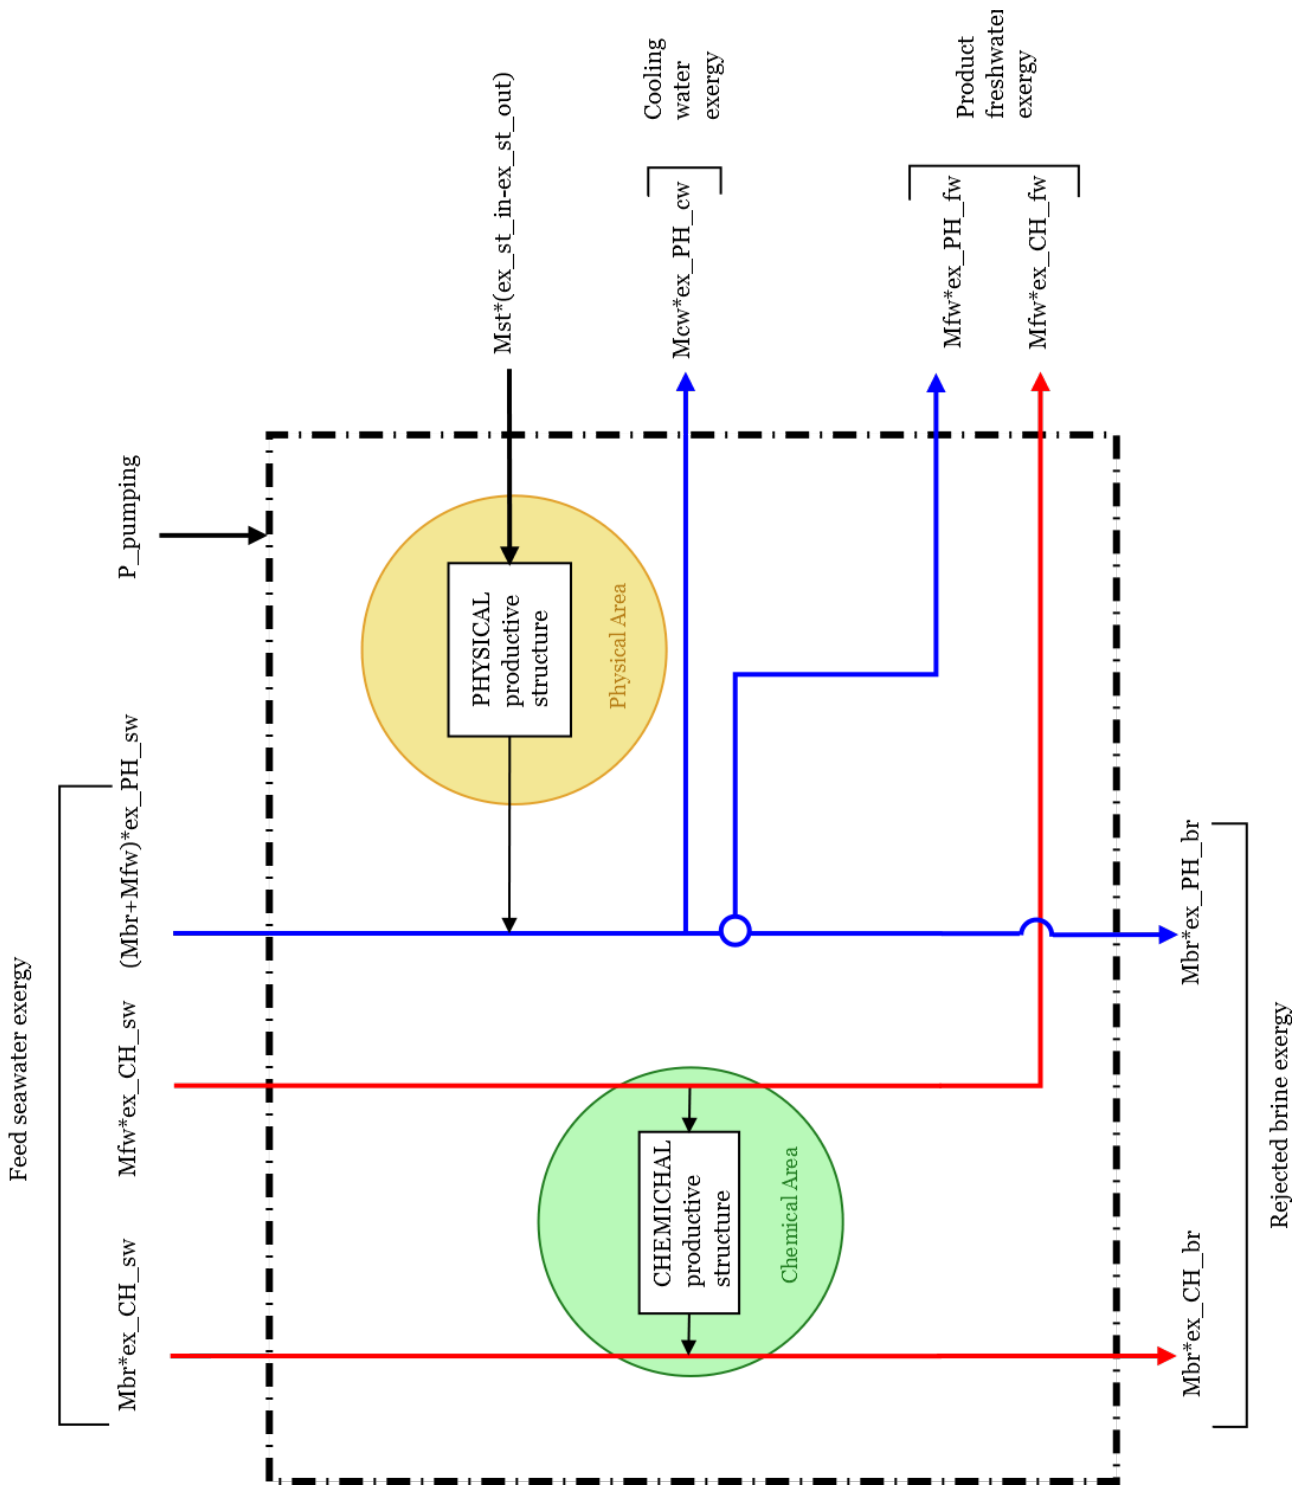 Feed seawater exergy
Mbr*ex_CH_sw
Mfw*ex_CH_sw
(Mbr+Mfw)*ex_PH_sw
P_pumping
Mst*(ex_st_in-ex_st_out)
Cooling
water
exergy
Mcw*ex_PH_cw
Product
freshwater
exergy
Mfw*ex_PH_fw
Mfw*ex_CH_fw
PHYSICAL
productive
structure
Physical Area
CHEMICHAL
productive
structure
Chemical Area
Mbr*ex_CH_br
Mbr*ex_PH_br
Rejected brine exergy